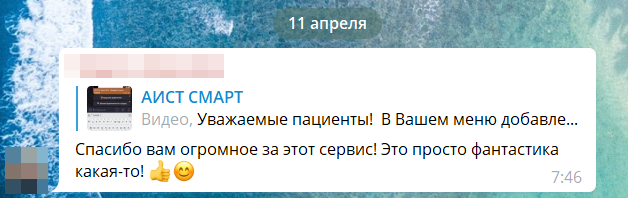 11 апреля
АИСТ СМАРТ
Видео, Уважаемые пациенты! В Вашем меню добавле...
Спасибо вам огромное за этот сервис! Это просто фантастика
какая-то! 👍😊
7:46